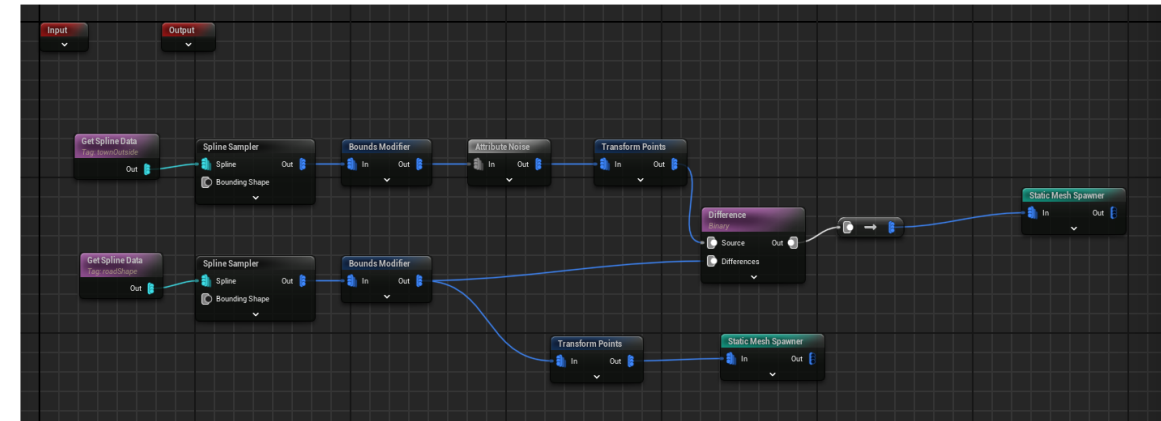 Input
Output
Get Spline Data
Tag: townOutside
Out
Spline Sampler
Spline
Out
Bounding Shape
Bounds Modifier
In
Out
Attribute Noise
In
Out
Transform Points
In
Out
Difference
Binary
Source
Out
Differences
Static Mesh Spawner
In
Out
Get Spline Data
Tag: roadShape
Out
Spline Sampler
Spline
Out
Bounding Shape
Bounds Modifier
In
Out
Transform Points
In
Out
Static Mesh Spawner
In
Out